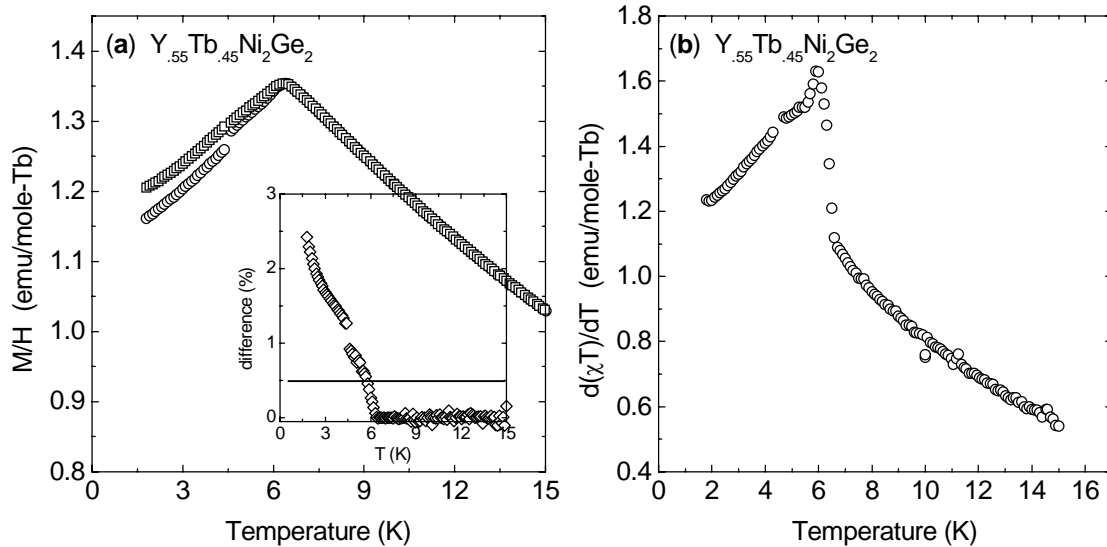 (a) Y.55Tb.45Ni2Ge2
M/H (emu/mole-Tb)
1.4
1.3
1.2
1.1
1.0
0.9
0.8
0 3 6 9 12 15
Temperature (K)
difference (%)
3
2
1
0
0 3 6 9 12 15
T (K)
(b) Y.55Tb.45Ni2Ge2
d(χT)/dT (emu/mole-Tb)
1.8
1.6
1.4
1.2
1.0
0.8
0.6
0.4
0 2 4 6 8 10 12 14 16
Temperature (K)